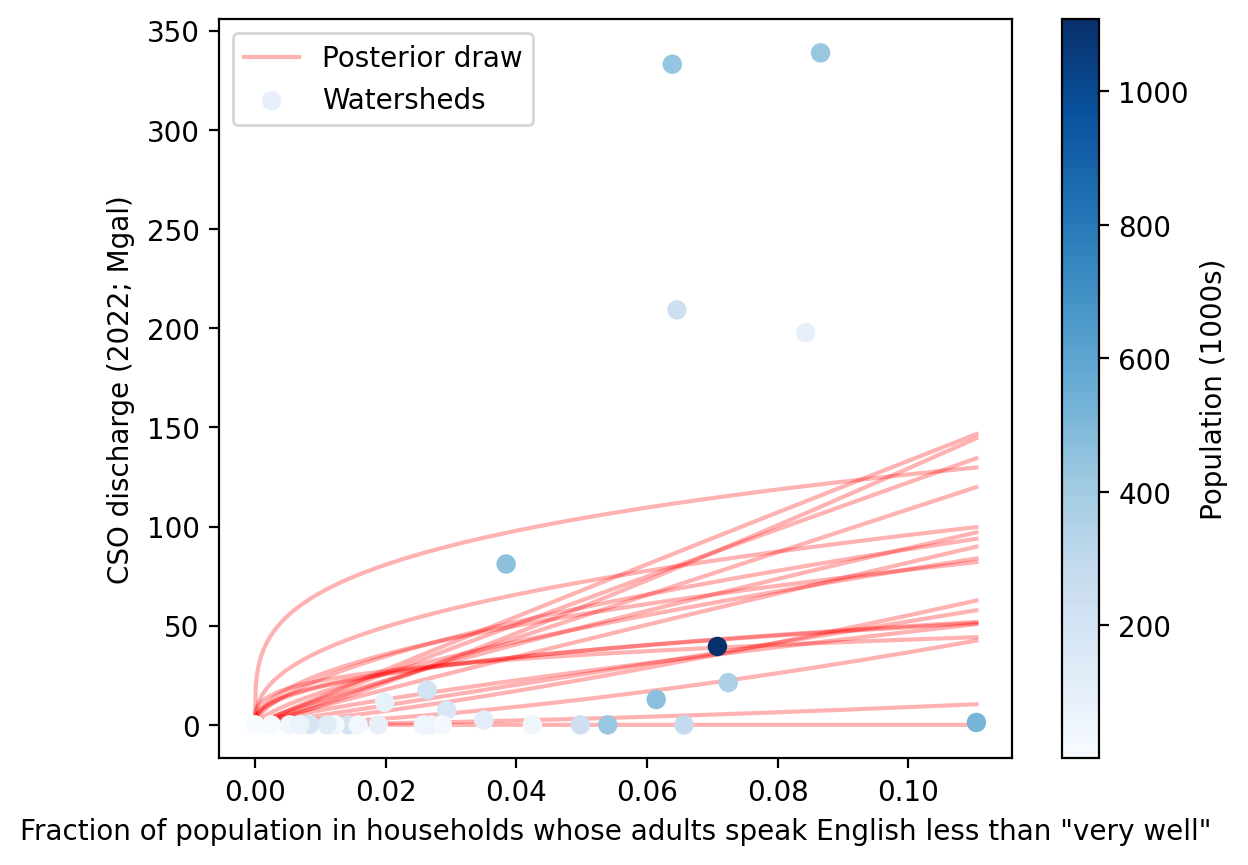 Posterior draw
Watersheds
CSO discharge (2022; Mgal)
350
300
250
200
150
100
50
0
0.00 0.02 0.04 0.06 0.08 0.10
Fraction of population in households whose adults speak English less than "very well"
1000
800
600
400
200
Population (1000s)